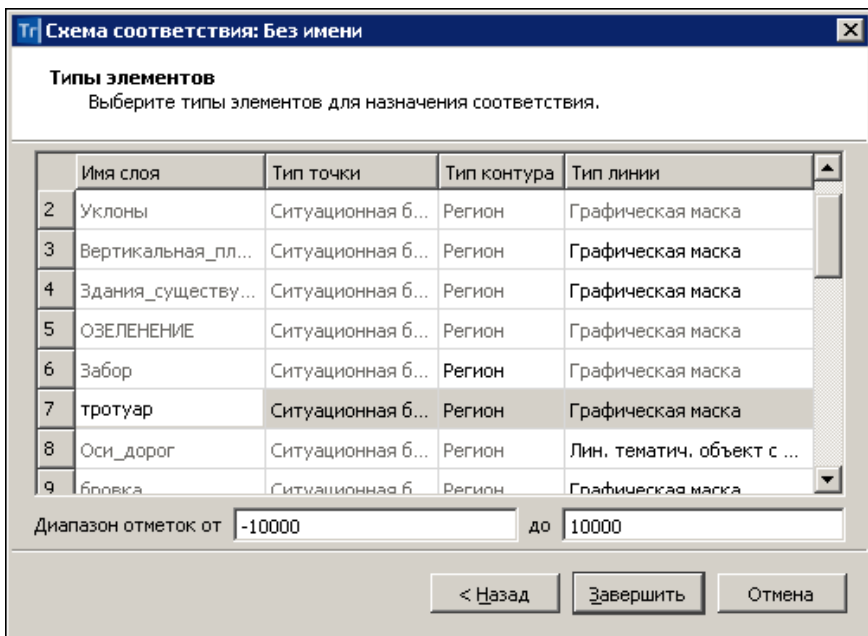 Tr Схема соответствия: Без имени
Типы элементов
Выберите типы элементов для назначения соответствия.
Имя слоя Тип точки Тип контура Тип линии
2 Уклоны Ситуационная б... Регион Графическая маска
3 Вертикальная_пл... Ситуационная б... Регион Графическая маска
4 Здания_существу... Ситуационная б... Регион Графическая маска
5 ОЗЕЛЕНЕНИЕ Ситуационная б... Регион Графическая маска
6 Забор Ситуационная б... Регион Графическая маска
7 тротуар Ситуационная б... Регион Графическая маска
8 Оси_дорог Ситуационная б... Регион Лин. тематич. объект с ...
9 бровка Ситуационная б... Регион Графическая маска
Диапазон отметок от -10000 до 10000
< Назад Завершить Отмена